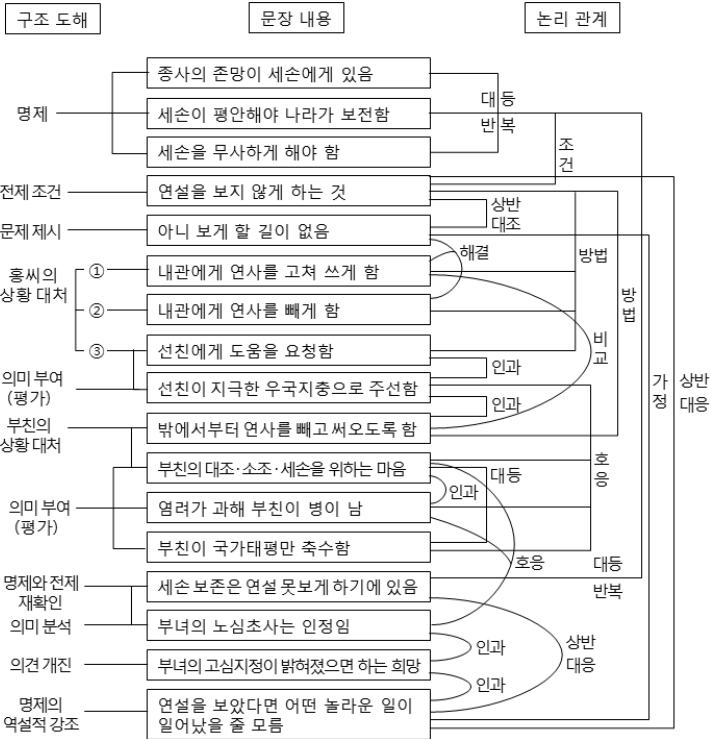 구조 도해
문장 내용
논리 관계
명제
종사의 존망이 세손에게 있음
세손이 평안해야 나라가 보전함
세손을 무사하게 해야 함
대등
반복
조건
전제 조건
연설을 보지 않게 하는 것
문제 제시
아니 보게 할 길이 없음
상반
대조
홍씨의
상황 대처
①
내관에게 연사를 고쳐 쓰게 함
②
내관에게 연사를 빼게 함
③
선친에게 도움을 요청함
해결
방법
방법
비교
가정
상반
대응
의미 부여
(평가)
선친이 지극한 우국지충으로 주선함
인과
인과
부친의
상황 대처
밖에서부터 연사를 빼고 써오도록 함
의미 부여
(평가)
부친의 대조·소조·세손을 위하는 마음
염려가 과해 부친이 병이 남
부친이 국가태평만 축수함
대등
인과
호응
호응
대등
반복
명제와 전제
재확인
세손 보존은 연설 못보게 하기에 있음
의미 분석
부녀의 노심초사는 인정임
의견 개진
부녀의 고심지정이 밝혀졌으면 하는 희망
인과
인과
상반
대응
명제의
역설적 강조
연설을 보았다면 어떤 놀라운 일이
일어났을 줄 모름